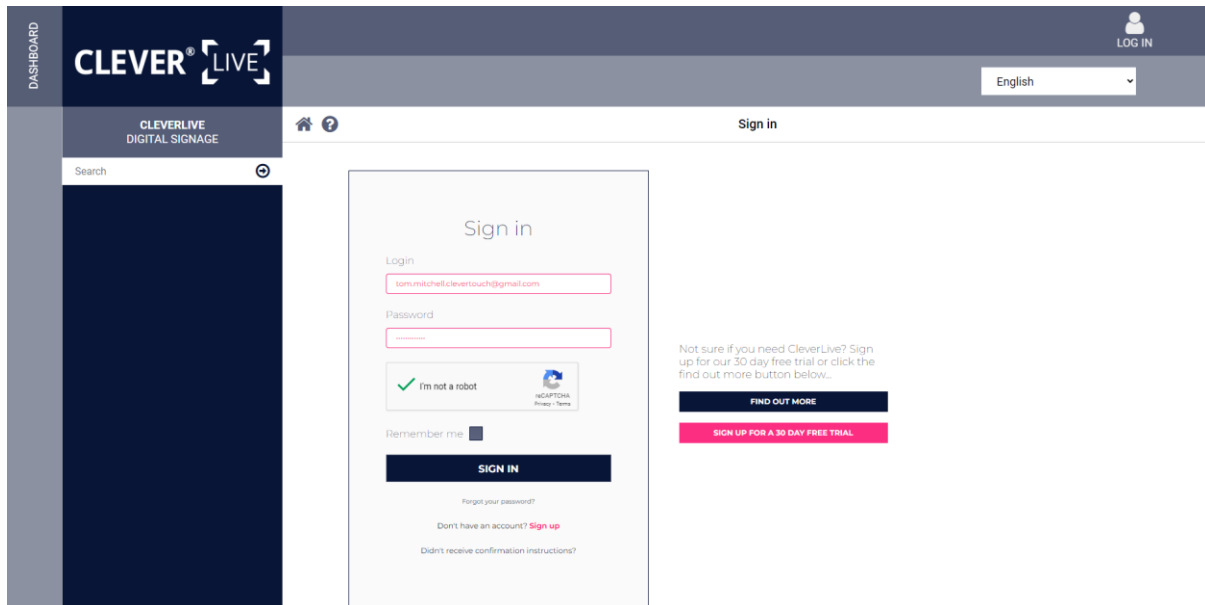 DASHBOARD
CLEVER® LIVE
LOG IN
English
CLEVERLIVE
DIGITAL SIGNAGE
Sign in
Search
Sign in
Login
tom.mitchell.clevertouch@gmail.com
Password
I'm not a robot
reCAPTCHA
Privacy - Terms
Remember me
SIGN IN
Forgot your password?
Don't have an account? Sign up
Didn't receive confirmation instructions?
Not sure if you need CleverLive? Sign
up for our 30 day free trial or click the
find out more button below...
FIND OUT MORE
SIGN UP FOR A 30 DAY FREE TRIAL